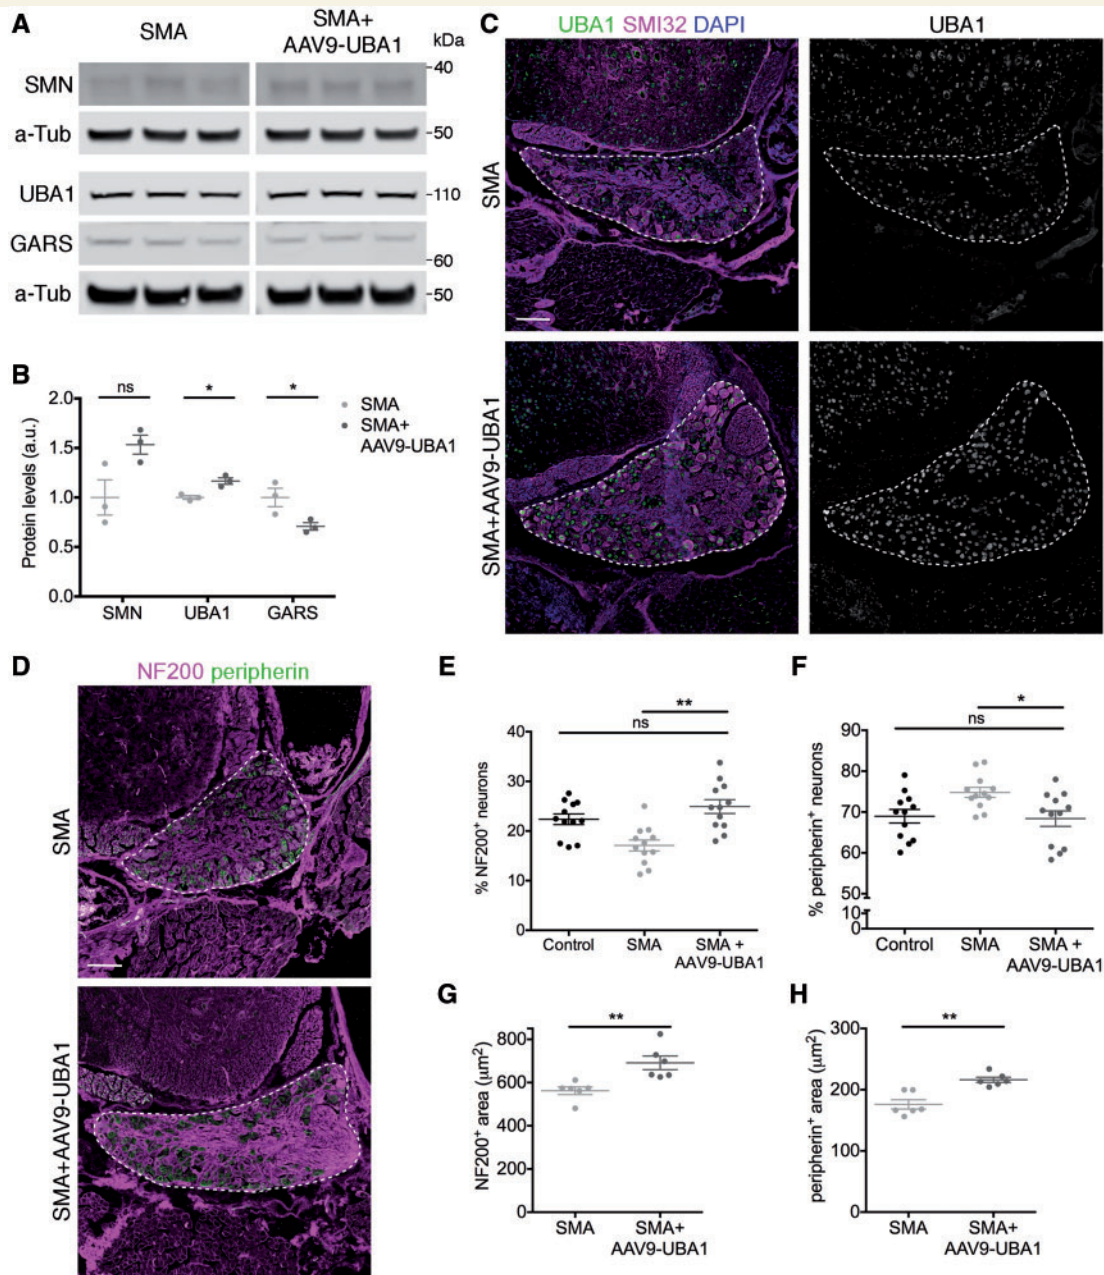 A
SMA
SMA+
AAV9-UBA1
kDa
SMN
40
a-Tub
50
UBA1
110
GARS
60
a-Tub
50
B
ns * *
Protein levels (a.u.)
2.0
1.5
1.0
0.5
0.0
SMN UBA1 GARS
SMA
SMA+
AAV9-UBA1
C
UBA1 SMI32 DAPI
UBA1
SMA
SMA+AAV9-UBA1
D
NF200 peripherin
SMA
SMA+AAV9-UBA1
E
**
ns
% NF200+ neurons
40
30
20
10
0
Control SMA SMA +
AAV9-UBA1
F
*
ns
% peripherin+ neurons
90
80
70
60
50
10
0
Control SMA SMA +
AAV9-UBA1
G
**
NF200+ area (μm2)
800
600
400
200
0
SMA SMA+
AAV9-UBA1
H
**
peripherin+ area (μm2)
300
200
100
0
SMA SMA+
AAV9-UBA1